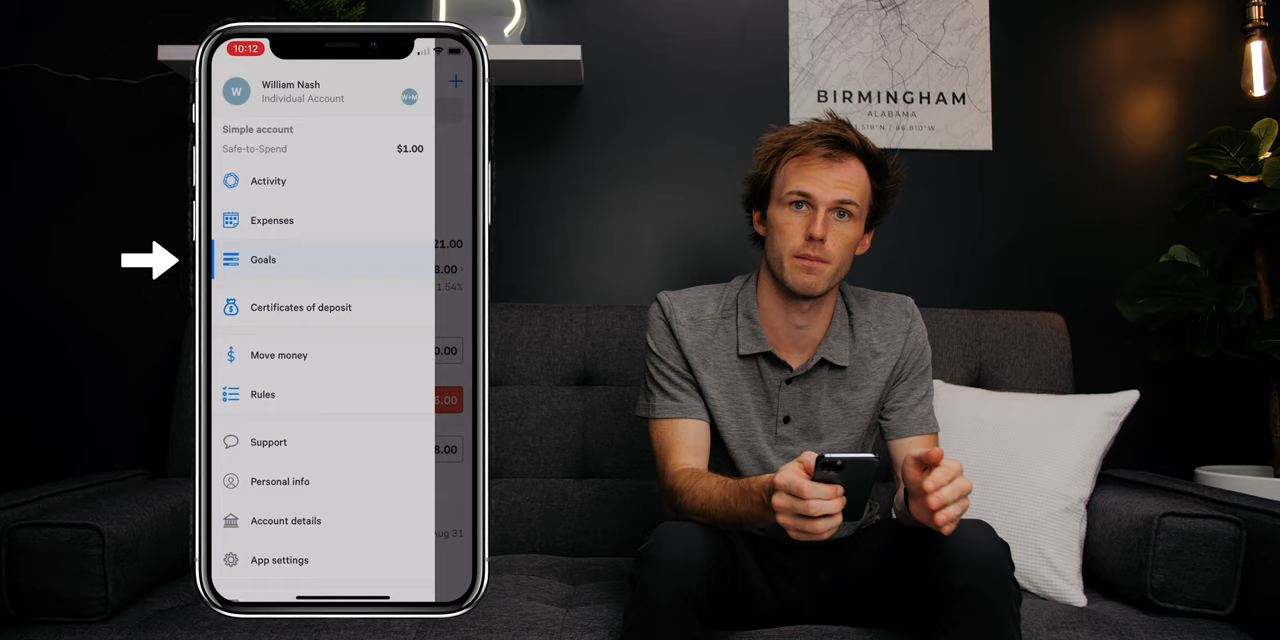 10:12
W
William Nash
Individual Account
W+M
Simple account
Safe-to-Spend
$1.00
Activity
Expenses
21.00
Goals
8.00
1.54%
Certificates of deposit
0.00
Move money
Rules
5.00
Support
8.00
Personal info
Account details
Aug 31
App settings
BIRMINGHAM
ALABAMA
86.810°W